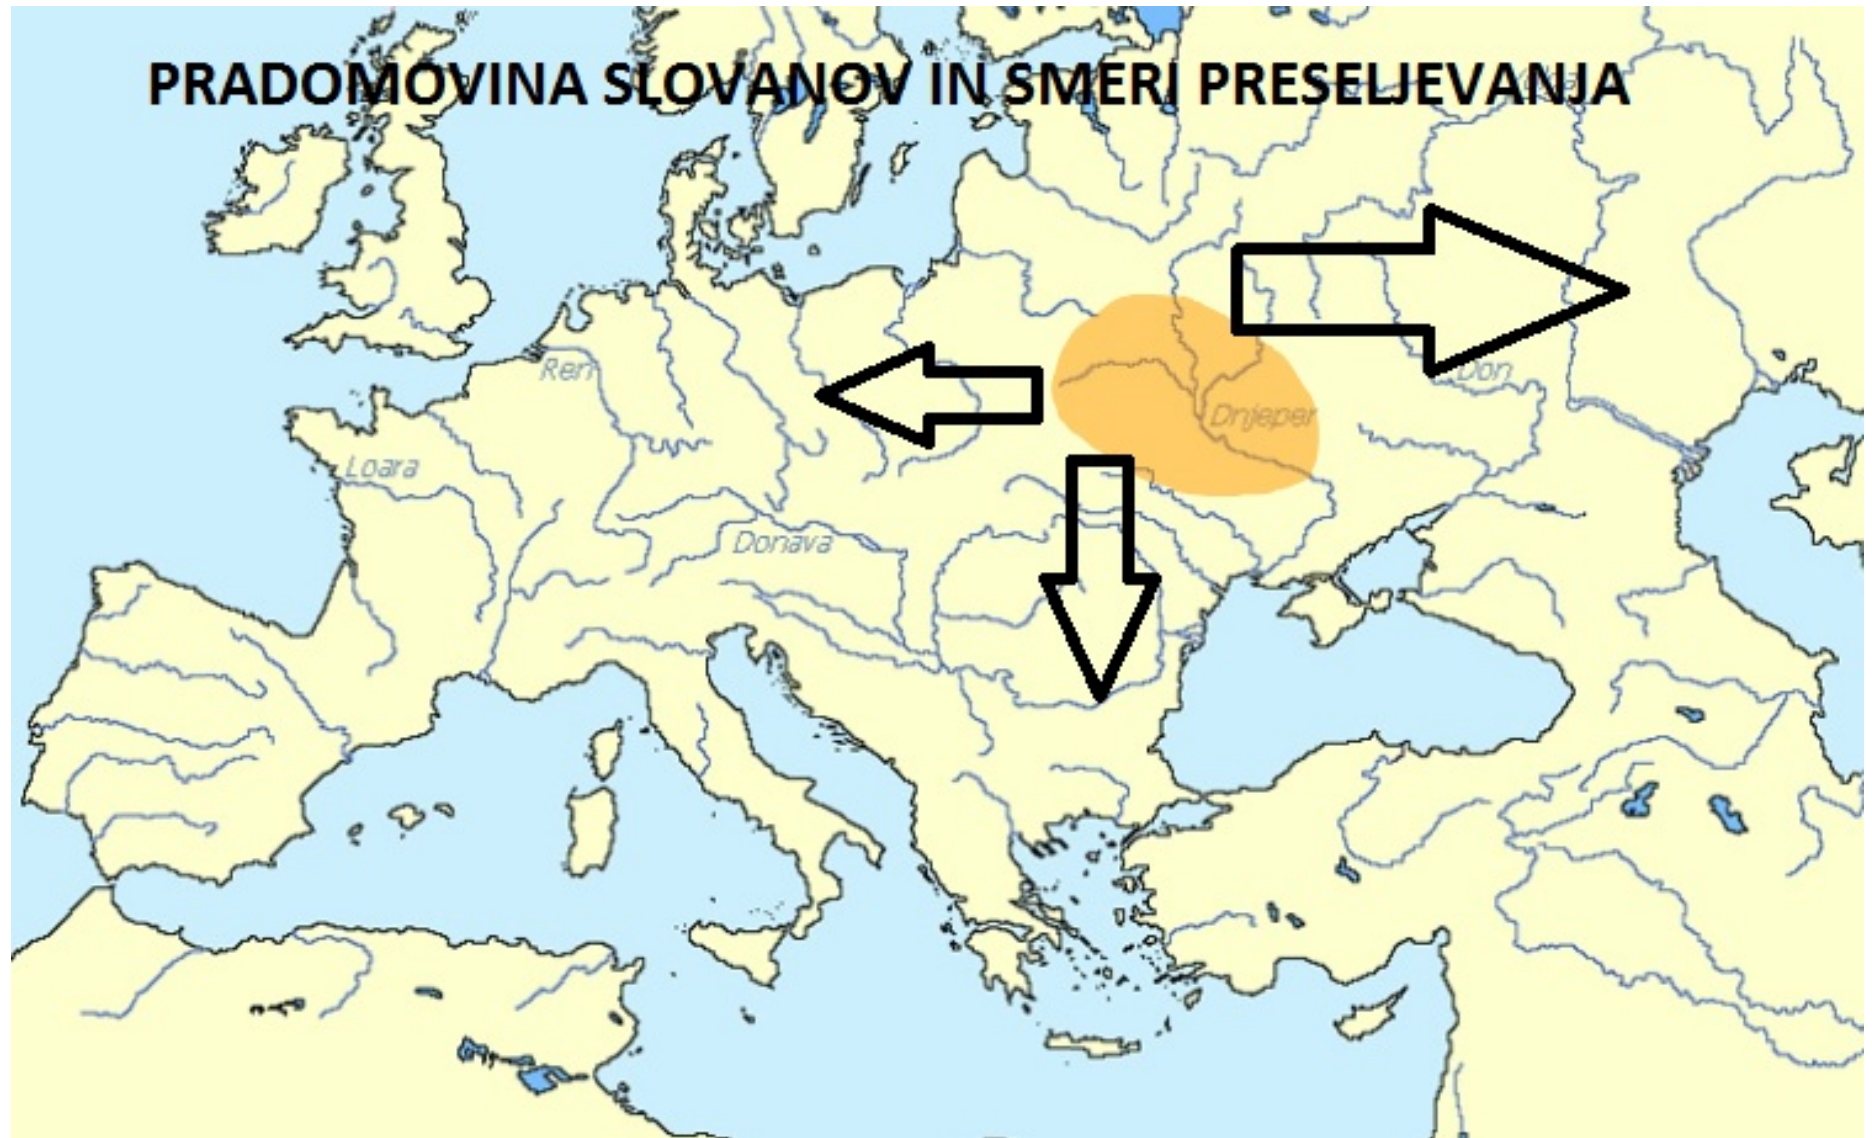 PRADOMOVINA SLOVANOV IN SMERI PRESELJEVANJA
Ren
Don
Dnjeper
Loara
Donava